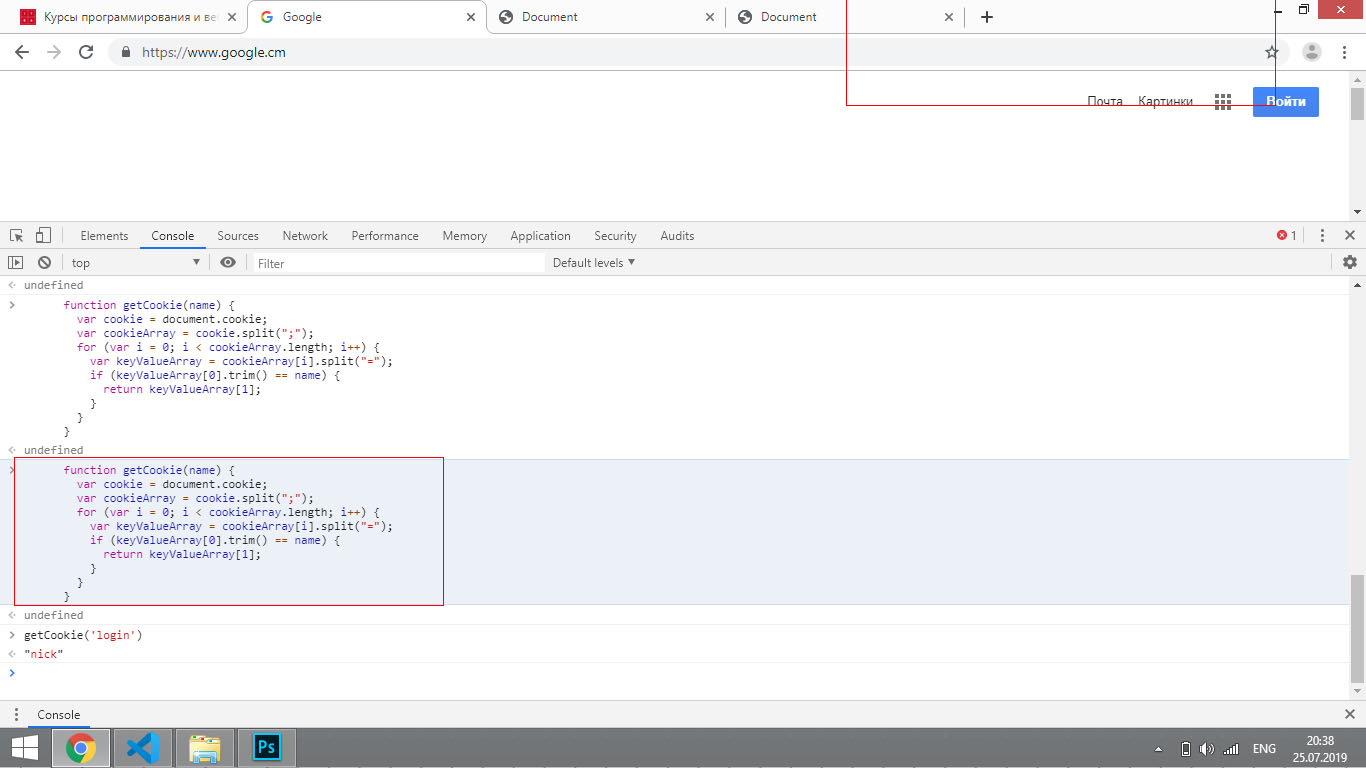 Курсы программирования и ве
Google
Document
Document
https://www.google.cm
Почта Картинки Войти
Elements Console Sources Network Performance Memory Application Security Audits 1
top Filter Default levels
undefined
function getCookie(name) {
var cookie = document.cookie;
var cookieArray = cookie.split(";");
for (var i = 0; i < cookieArray.length; i++) {
var keyValueArray = cookieArray[i].split("=");
if (keyValueArray[0].trim() == name) {
return keyValueArray[1];
}
}
}
undefined
function getCookie(name) {
var cookie = document.cookie;
var cookieArray = cookie.split(";");
for (var i = 0; i < cookieArray.length; i++) {
var keyValueArray = cookieArray[i].split("=");
if (keyValueArray[0].trim() == name) {
return keyValueArray[1];
}
}
}
undefined
getCookie('login')
"nick"
Console
Ps
ENG
20:38
25.07.2019